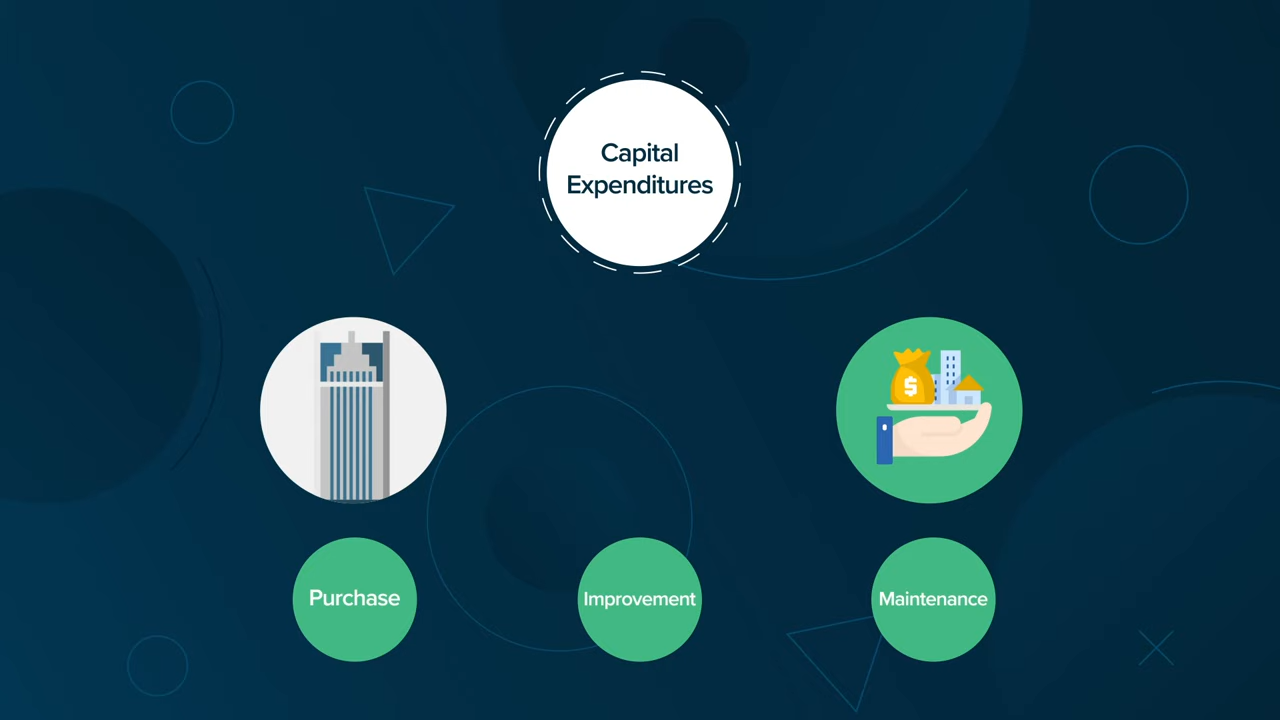 Capital
Expenditures
$
Purchase
Improvement
Maintenance